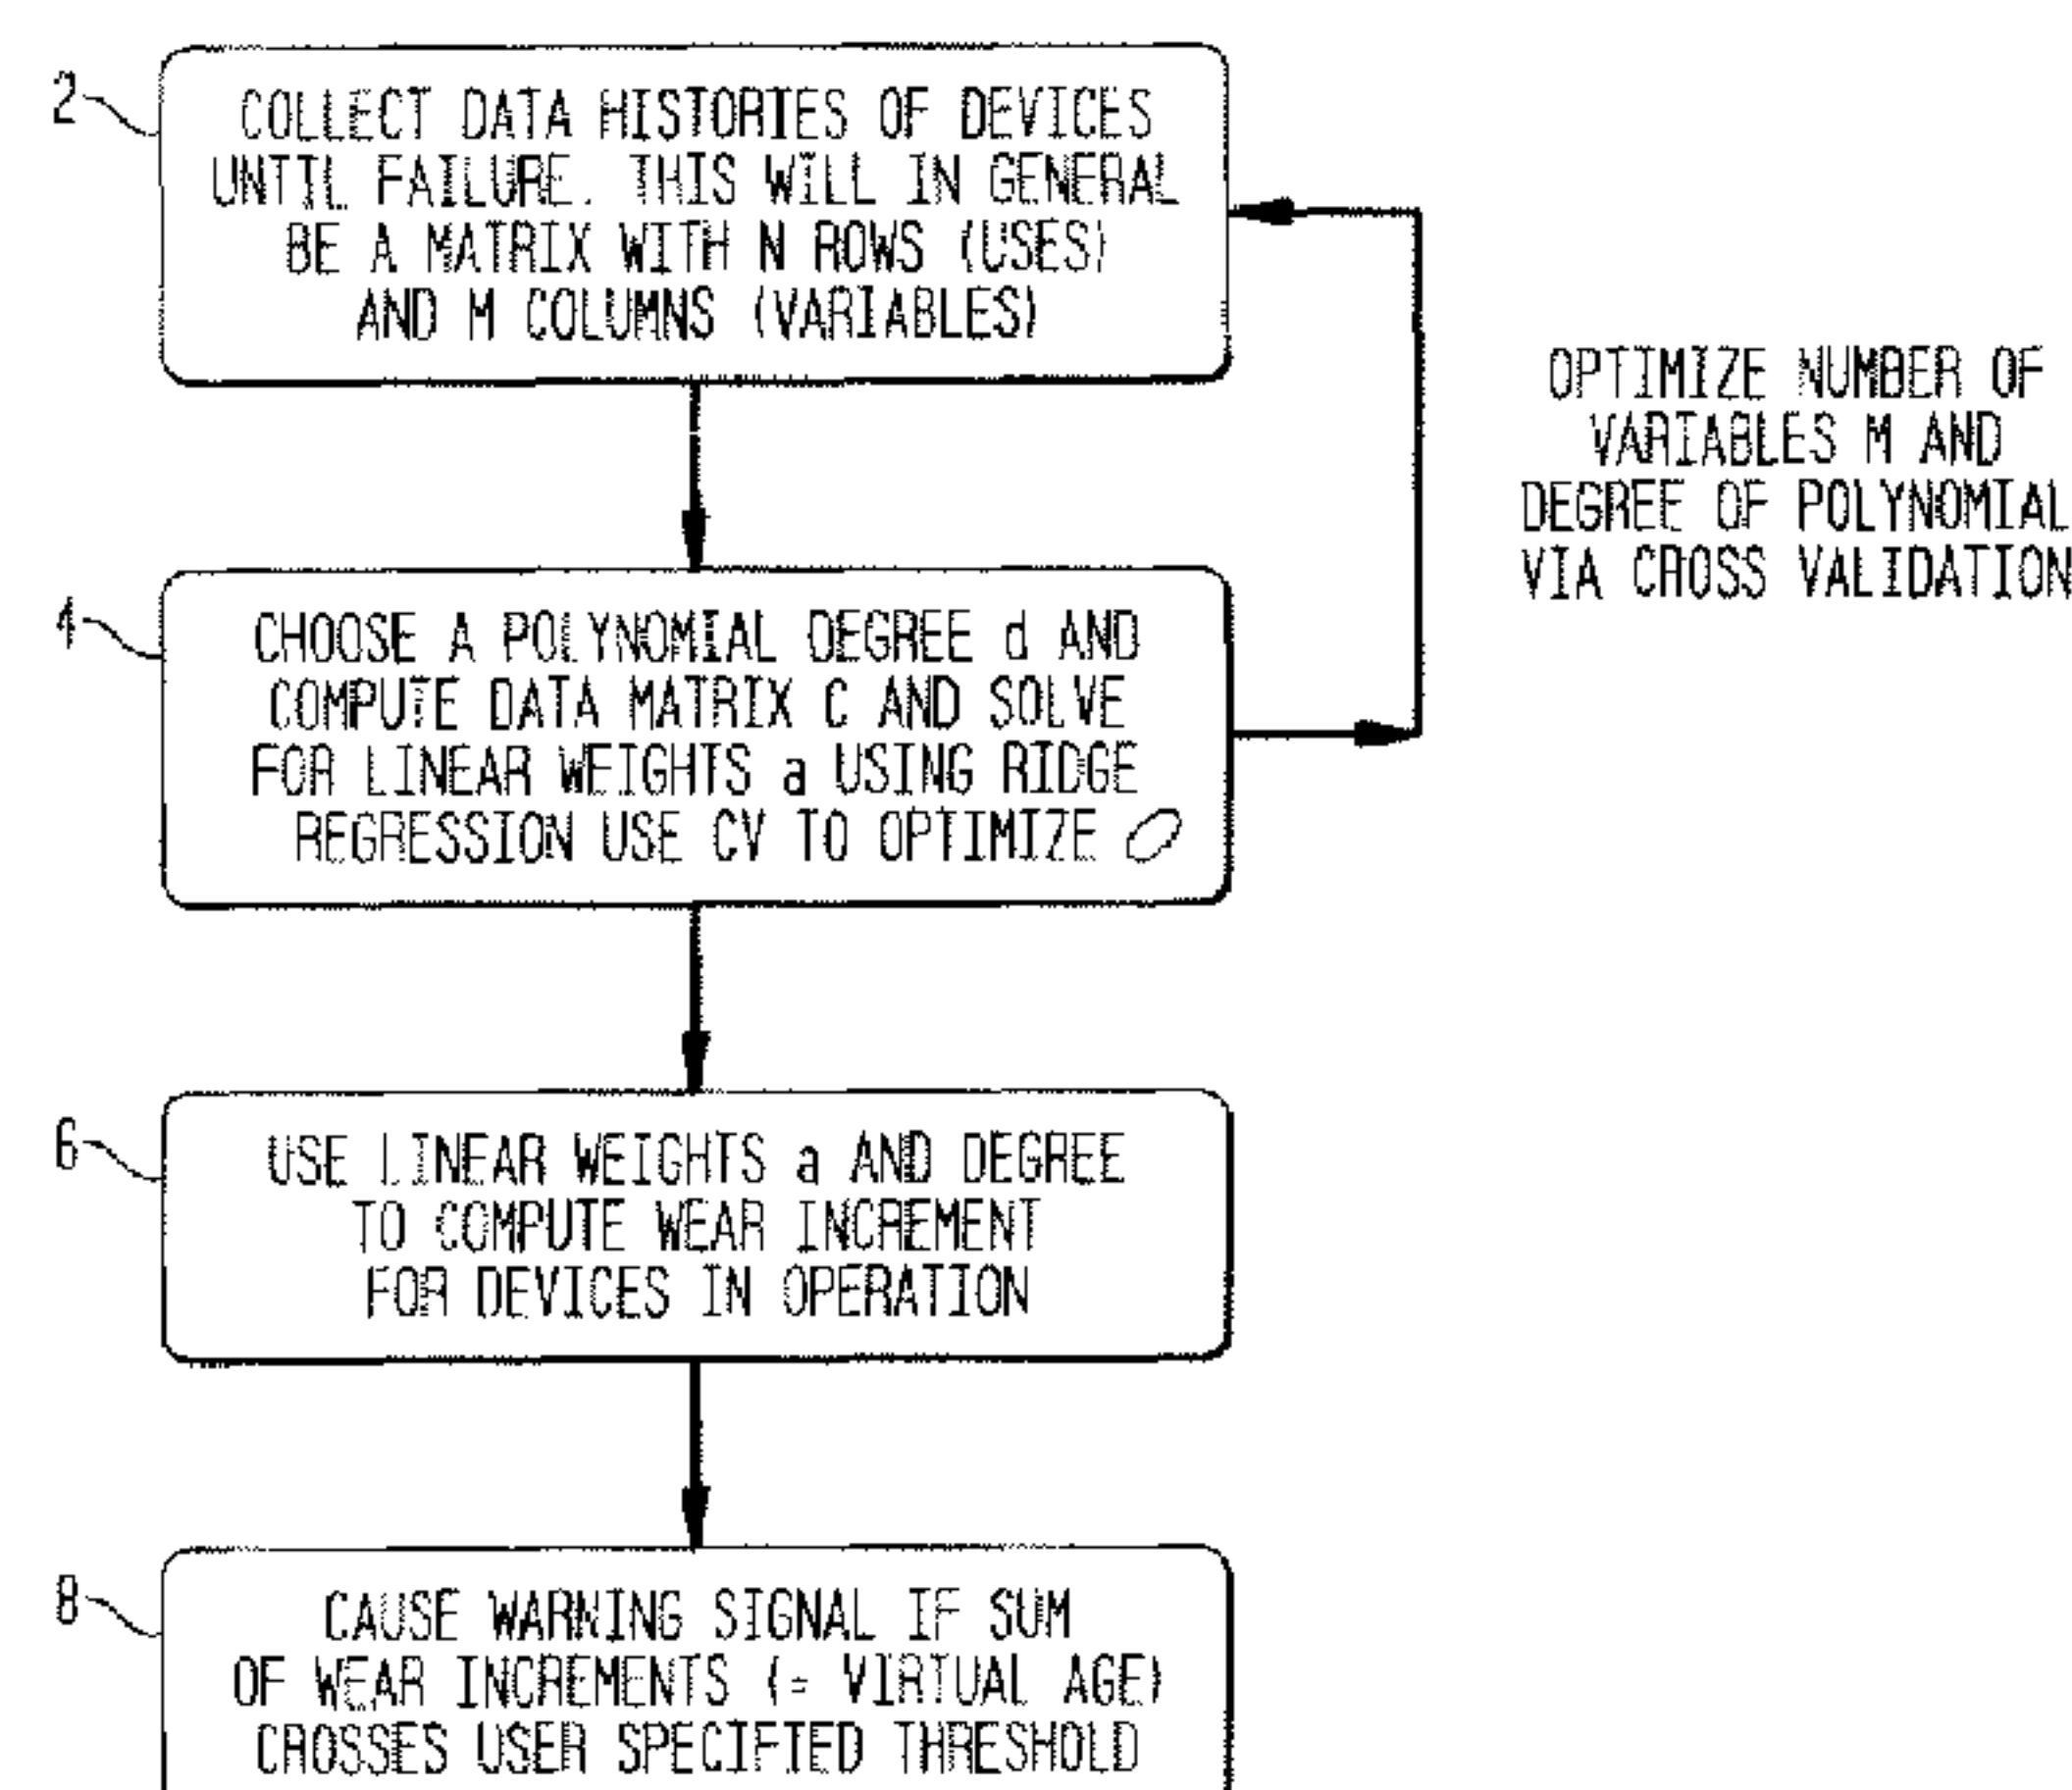 2
COLLECT DATA HISTORIES OF DEVICES
UNTIL FAILURE. THIS WILL IN GENERAL
BE A MATRIX WITH N ROWS (USES)
AND M COLUMNS (VARIABLES)
OPTIMIZE NUMBER OF
VARIABLES M AND
DEGREE OF POLYNOMIAL
VIA CROSS VALIDATION
4
CHOOSE A POLYNOMIAL DEGREE d AND
COMPUTE DATA MATRIX C AND SOLVE
FOR LINEAR WEIGHTS a USING RIDGE
REGRESSION USE CV TO OPTIMIZE
6
USE LINEAR WEIGHTS a AND DEGREE
TO COMPUTE WEAR INCREMENT
FOR DEVICES IN OPERATION
8
CAUSE WARNING SIGNAL IF SUM
OF WEAR INCREMENTS (= VIRTUAL AGE)
CROSSES USER SPECIFIED THRESHOLD